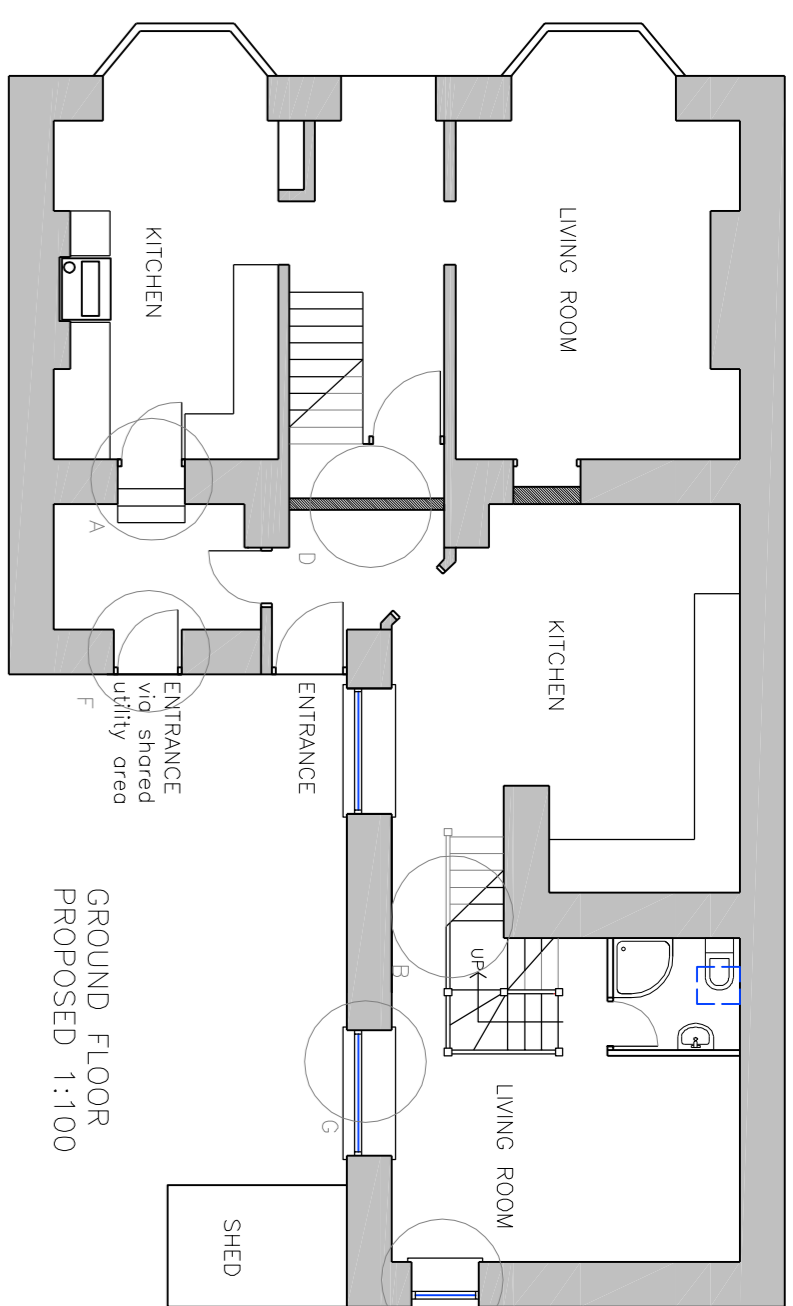 LIVING ROOM
KITCHEN
KITCHEN
A
D
F
ENTRANCE
via shared
utility area
ENTRANCE
UP
B
G
LIVING ROOM
GROUND FLOOR
PROPOSED 1:100
SHED